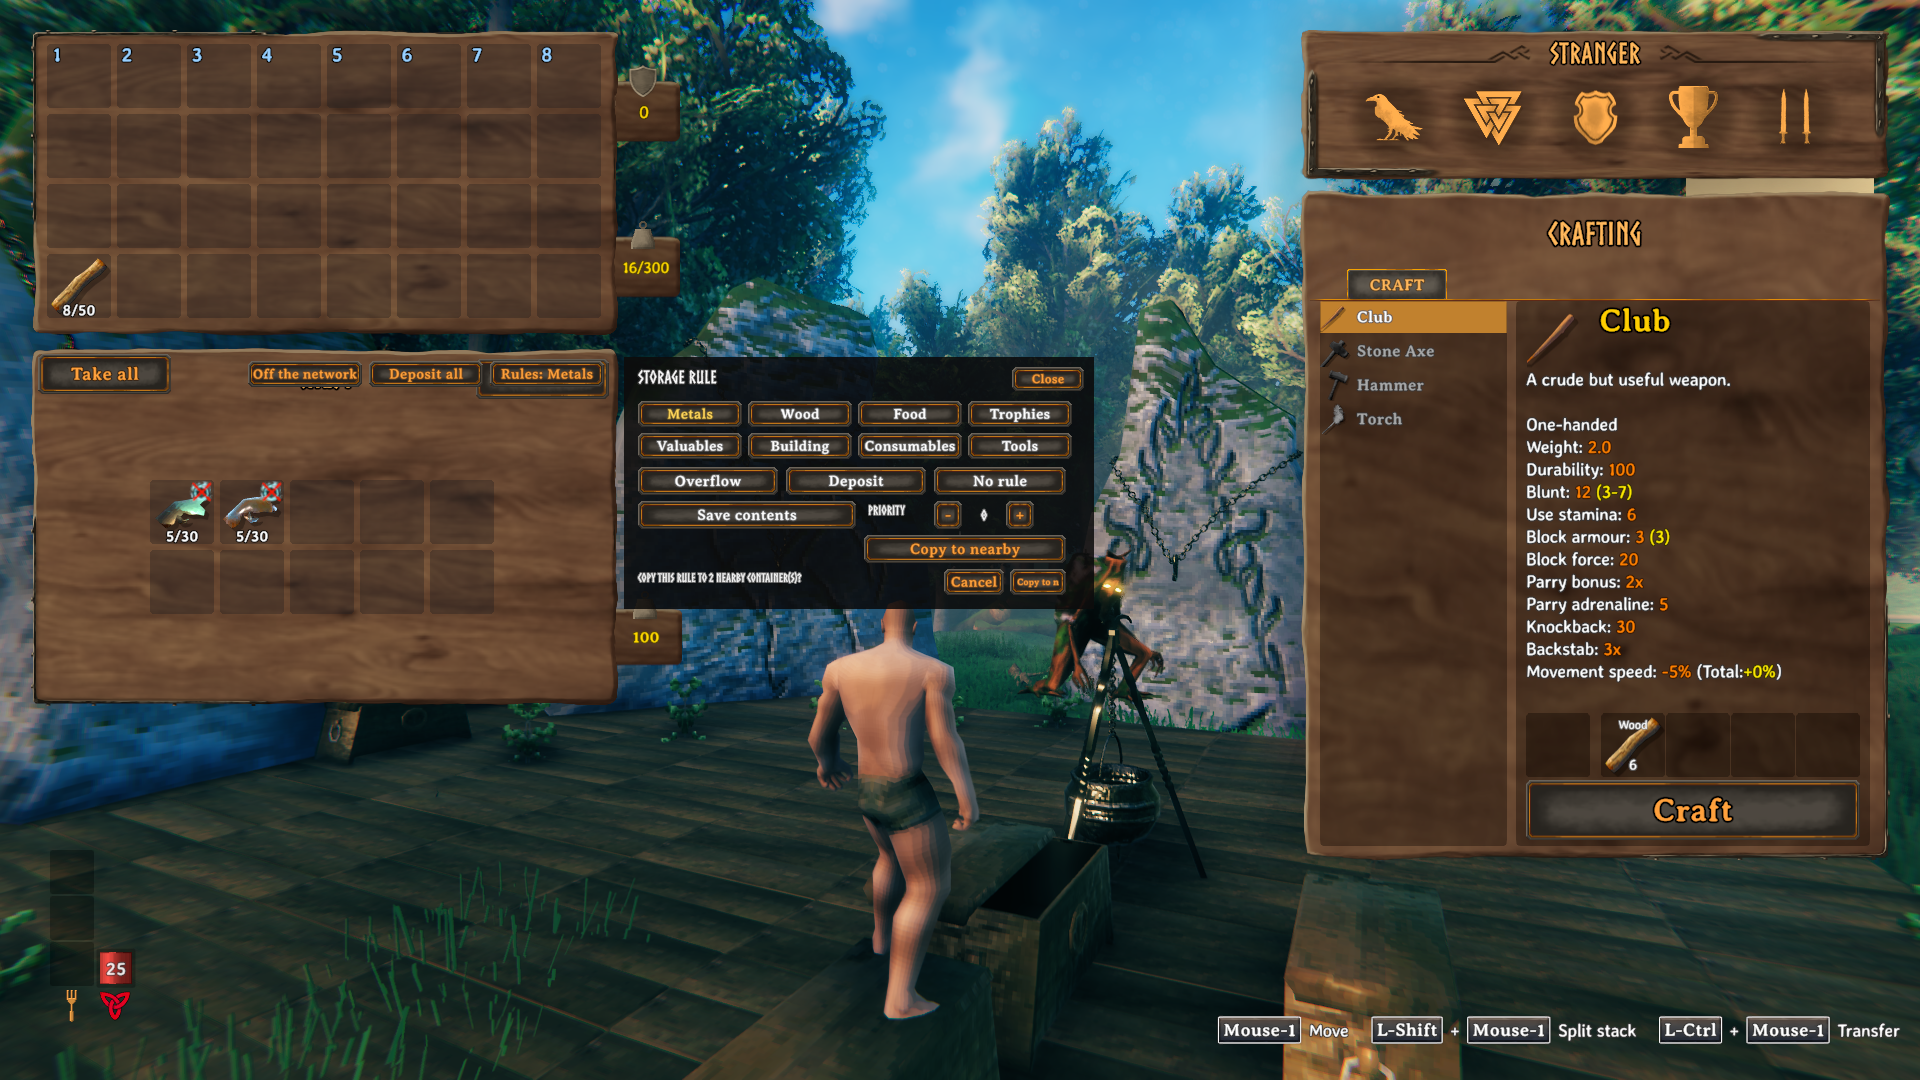 1 2 3 4 5 6 7 8
8/50
0
16/300
STRANGER
CRAFTING
CRAFT
Club
Stone Axe
Hammer
Torch
Club
A crude but useful weapon.
One-handed
Weight: 2.0
Durability: 100
Blunt: 12 (3-7)
Use stamina: 6
Block armour: 3 (3)
Block force: 20
Parry bonus: 2x
Parry adrenaline: 5
Knockback: 30
Backstab: 3x
Movement speed: -5% (Total:+0%)
Wood
6
Craft
Take all
Off the network
Deposit all
Rules: Metals
5/30
5/30
100
STORAGE RULE
Close
Metals Wood Food Trophies
Valuables Building Consumables Tools
Overflow Deposit No rule
Save contents PRIORITY - 0 +
Copy to nearby
COPY THIS RULE TO 2 NEARBY CONTAINER(S)?
Cancel Copy to n
25
Mouse-1 Move L-Shift + Mouse-1 Split stack L-Ctrl + Mouse-1 Transfer